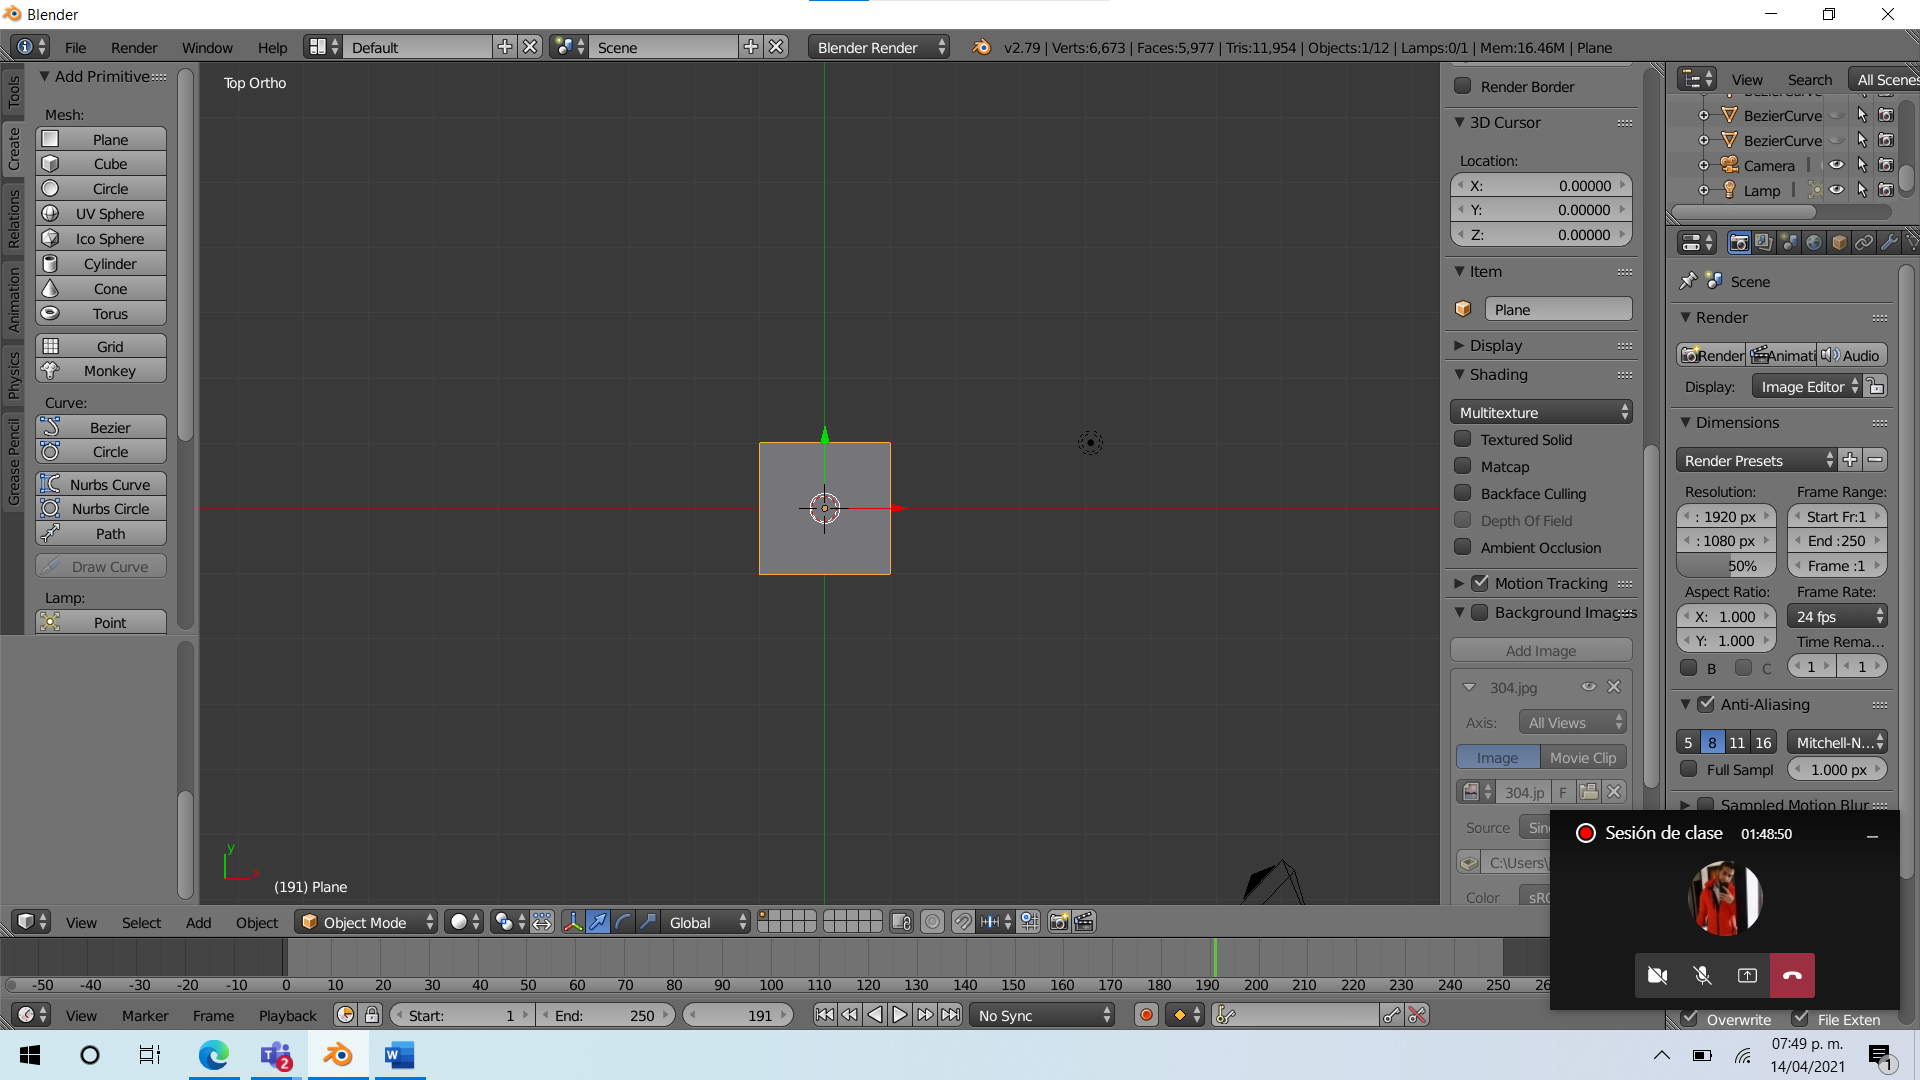 Blender
File Render Window Help Default Scene Blender Render v2.79 | Verts:6,673 | Faces:5,977 | Tris:11,954 | Objects:1/12 | Lamps:0/1 | Mem:16.46M | Plane
Tools
Create
Relations
Animation
Physics
Grease Pencil
Add Primitive
Mesh:
Plane
Cube
Circle
UV Sphere
Ico Sphere
Cylinder
Cone
Torus
Grid
Monkey
Curve:
Bezier
Circle
Nurbs Curve
Nurbs Circle
Path
Draw Curve
Lamp:
Point
Top Ortho
y
x
(191) Plane
Render Border
3D Cursor
Location:
X: 0.00000
Y: 0.00000
Z: 0.00000
Item
Plane
Display
Shading
Multitexture
Textured Solid
Matcap
Backface Culling
Depth Of Field
Ambient Occlusion
Motion Tracking
Background Images
Add Image
304.jpg
Axis: All Views
Image Movie Clip
304.jp F
Source Sin
C:\Users\
Color sR
View Search All Scenes
BezierCurve
BezierCurve
BezierCurve
Camera
Lamp
Scene
Render
Render Animati Audio
Display: Image Editor
Dimensions
Render Presets
Resolution: Frame Range:
: 1920 px Start Fr:1
: 1080 px End :250
50% Frame :1
Aspect Ratio: Frame Rate:
X: 1.000 24 fps
Y: 1.000 Time Rema...
B C 1 1
Anti-Aliasing
5 8 11 16 Mitchell-N...
Full Sampl 1.000 px
Sampled Motion Blur
Sesión de clase 01:48:50
Overwrite File Exten
View Select Add Object Object Mode Global
-50 -40 -30 -20 -10 0 10 20 30 40 50 60 70 80 90 100 110 120 130 140 150 160 170 180 190 200 210 220 230 240 250 26
View Marker Frame Playback Start: 1 End: 250 191 No Sync
2
07:49 p. m.
14/04/2021
1